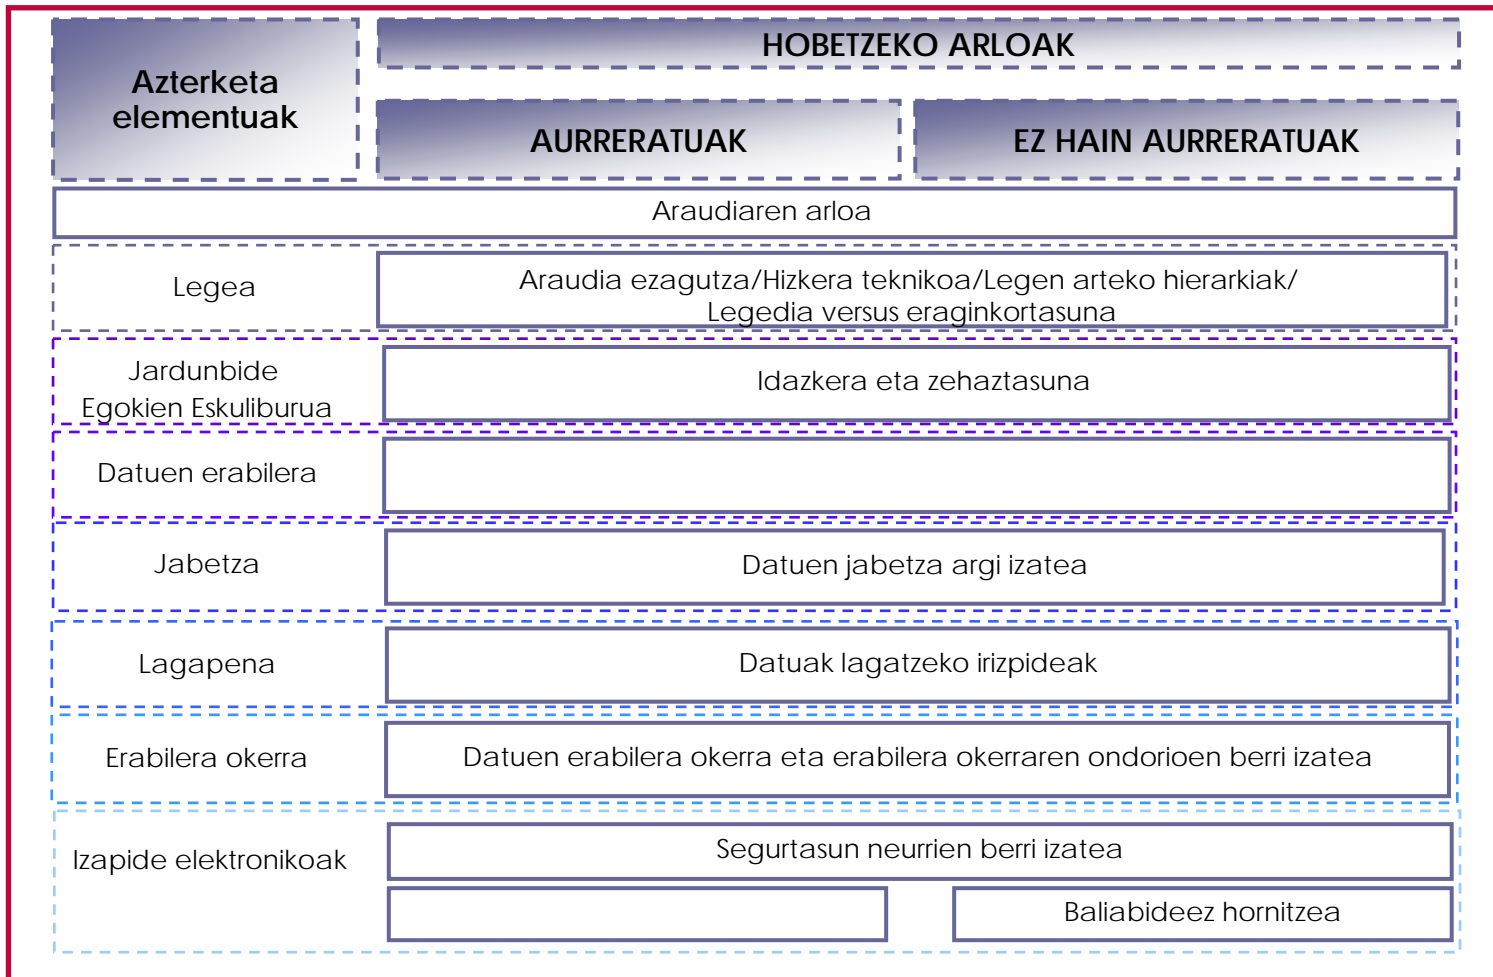 Azterketa
elementuak
HOBETZEKO ARLOAK
AURRERATUAK
EZ HAIN AURRERATUAK
Araudiaren arloa
Legea
Araudia ezagutza/Hizkera teknikoa/Legen arteko hierarkiak/
Legedia versus eraginkortasuna
Jardunbide
Egokien Eskuliburua
Idazkera eta zehaztasuna
Datuen erabilera
Jabetza
Datuen jabetza argi izatea
Lagapena
Datuak lagatzeko irizpideak
Erabilera okerra
Datuen erabilera okerra eta erabilera okerraren ondorioen berri izatea
Izapide elektronikoak
Segurtasun neurrien berri izatea
Baliabideez hornitzea